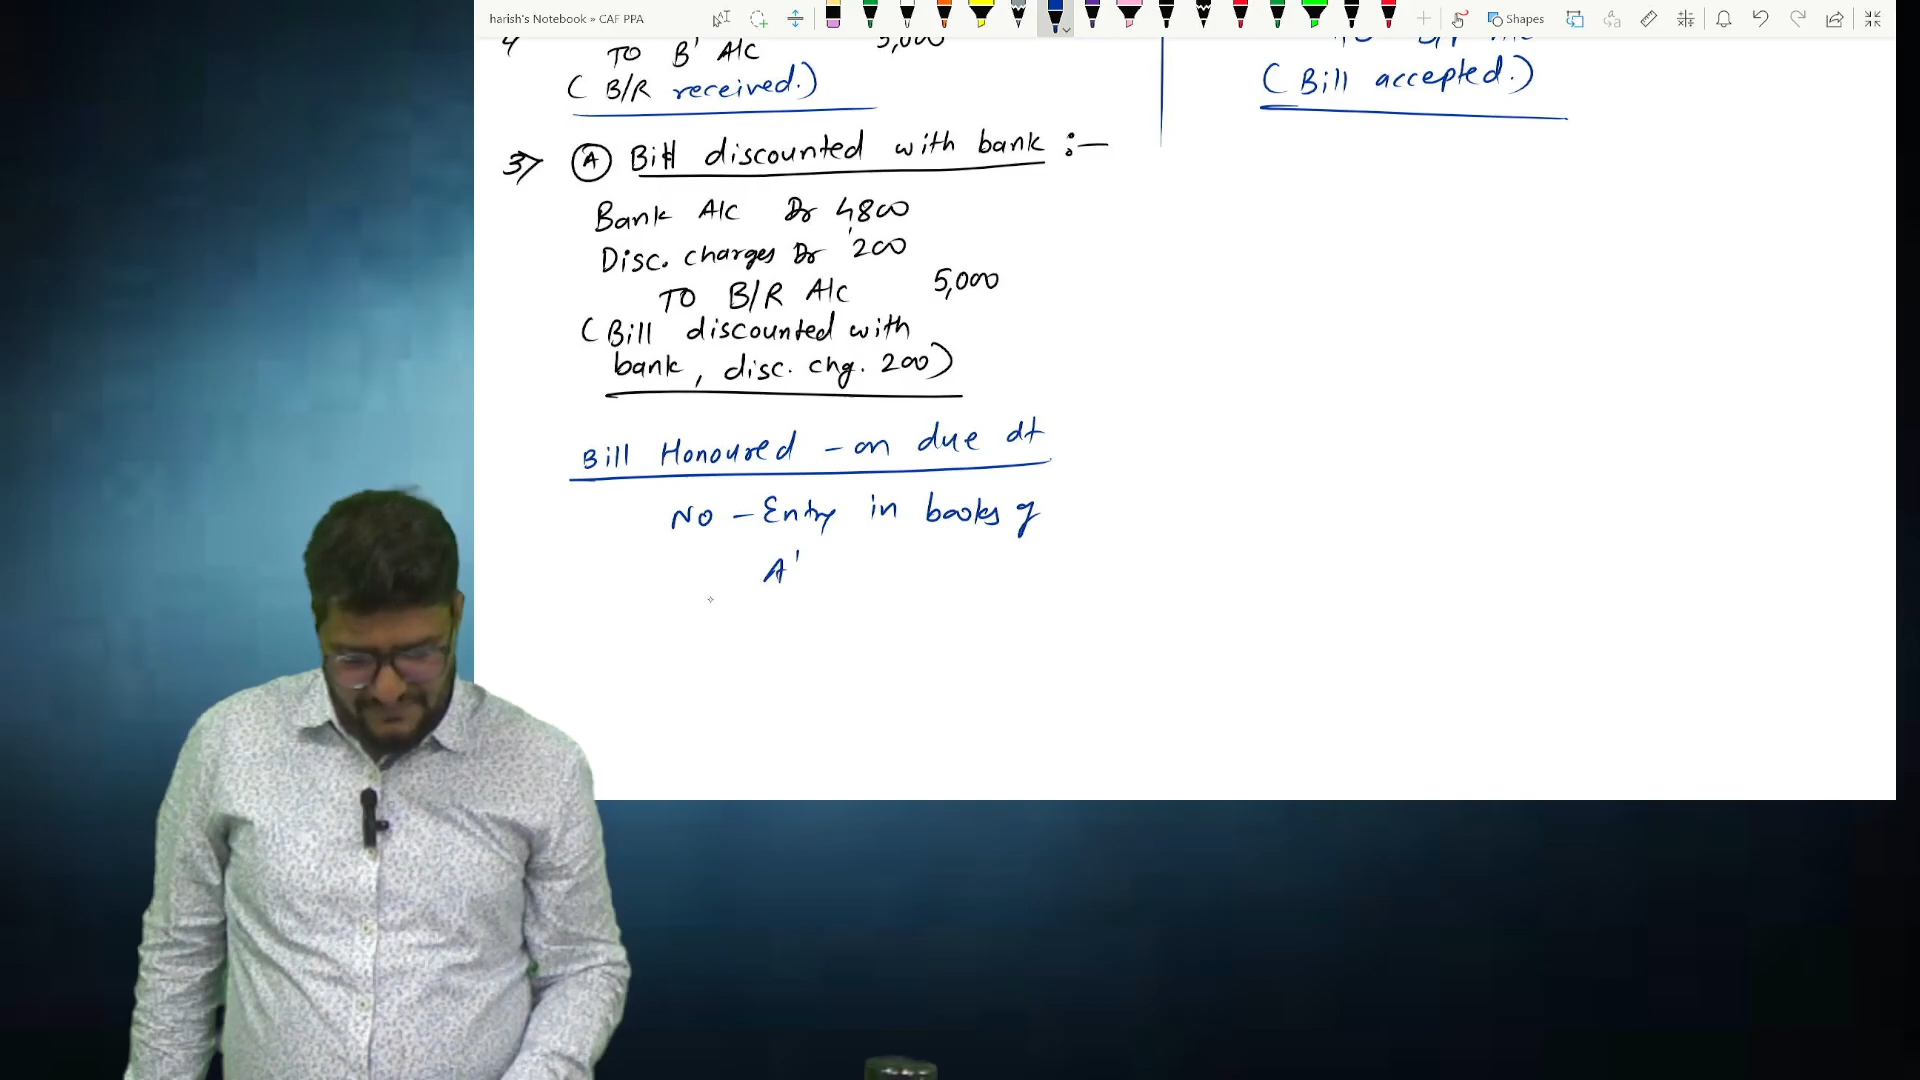 harish's Notebook » CAF PPA
Shapes
TO B' A/c 5,000
( B/R received.)
( Bill accepted.)
3> A Bill discounted with bank :-
Bank A/c Dr 4,800
Disc. charges Dr 200
TO B/R A/c 5,000
( Bill discounted with
bank, disc. chg. 200)
Bill Honoured - on due dt
No - Entry in books of
A'